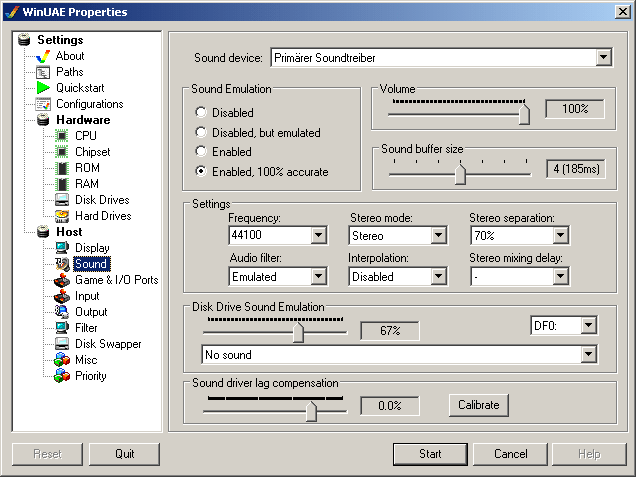 WinUAE Properties
Settings
About
Paths
Quickstart
Configurations
Hardware
CPU
Chipset
ROM
RAM
Disk Drives
Hard Drives
Host
Display
Sound
Game & I/O Ports
Input
Output
Filter
Disk Swapper
Misc
Priority
Sound device: Primärer Soundtreiber
Sound Emulation
Disabled
Disabled, but emulated
Enabled
Enabled, 100% accurate
Volume
100%
Sound buffer size
4 (185ms)
Settings
Frequency: Stereo mode: Stereo separation:
44100 Stereo 70%
Audio filter: Interpolation: Stereo mixing delay:
Emulated Disabled -
Disk Drive Sound Emulation
67% DF0:
No sound
Sound driver lag compensation
0.0% Calibrate
Reset Quit Start Cancel Help